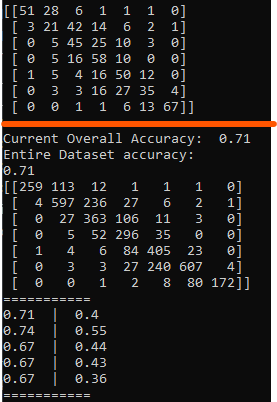 [[51 28 6 1 1 1 0]
[ 3 21 42 14 6 2 1]
[ 0 5 45 25 10 3 0]
[ 0 5 16 58 10 0 0]
[ 1 5 4 16 50 12 0]
[ 0 3 3 16 27 35 4]
[ 0 0 1 1 6 13 67]]
Current Overall Accuracy: 0.71
Entire Dataset accuracy:
0.71
[[259 113 12 1 1 1 0]
[ 4 597 236 27 6 2 1]
[ 0 27 363 106 11 3 0]
[ 0 5 52 296 35 0 0]
[ 1 4 6 84 405 23 0]
[ 0 3 3 27 240 607 4]
[ 0 0 1 2 8 80 172]]
===========
0.71 | 0.4
0.74 | 0.55
0.67 | 0.44
0.67 | 0.43
0.67 | 0.36
===========